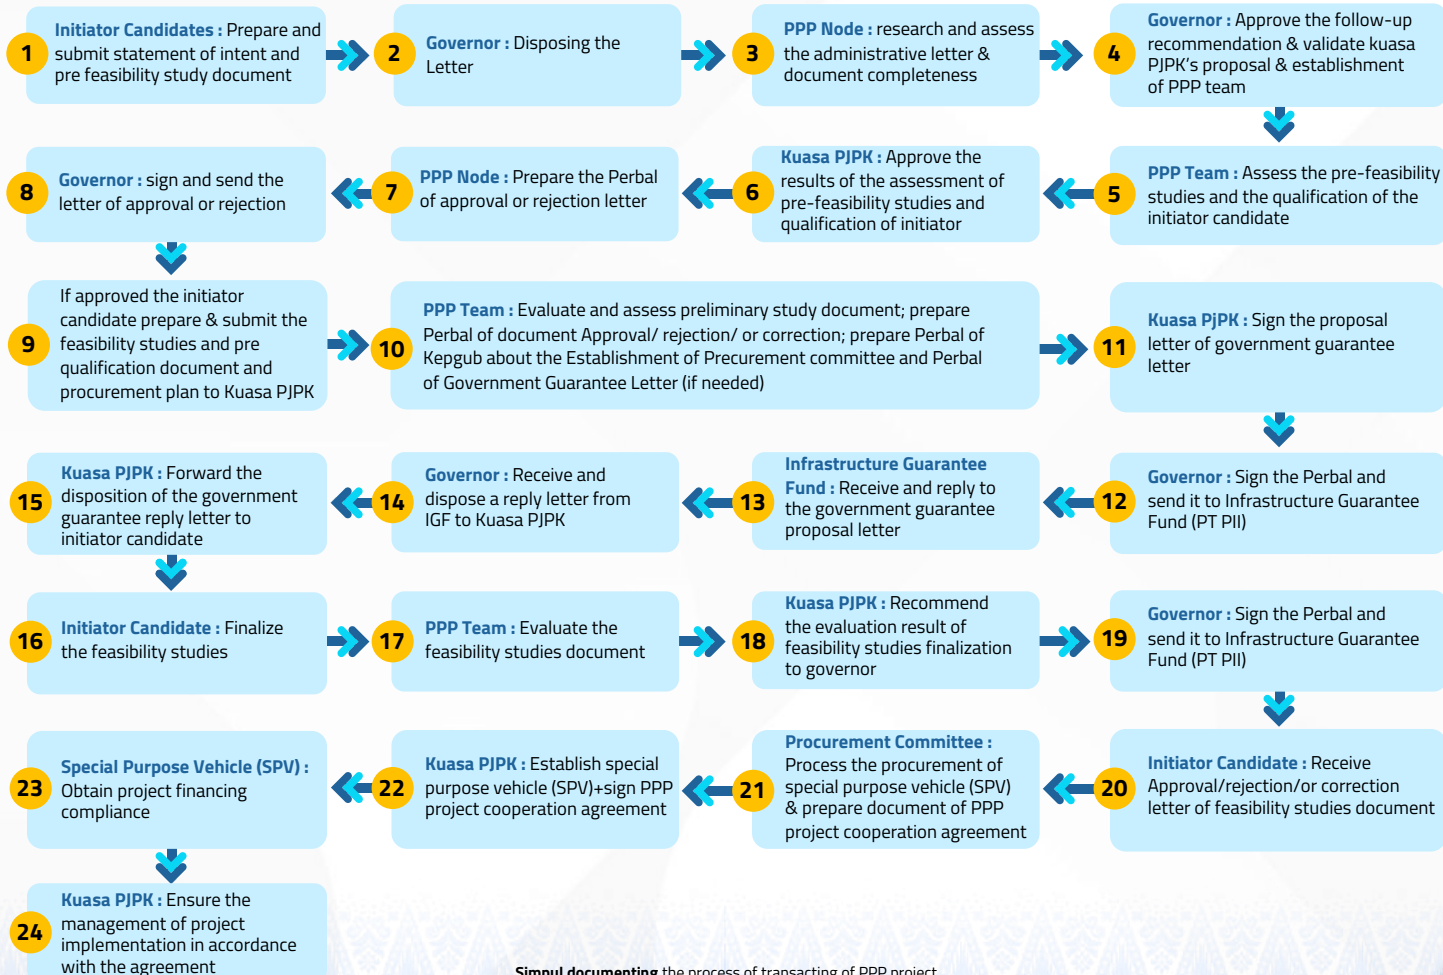 1
Initiator Candidates : Prepare and
submit statement of intent and
pre feasibility study document
2
Governor : Disposing the
Letter
3
PPP Node : research and assess
the administrative letter &
document completeness
4
Governor : Approve the follow-up
recommendation & validate kuasa
PJPK's proposal & establishment
of PPP team
5
PPP Team : Assess the pre-feasibility
studies and the qualification of the
initiator candidate
6
Kuasa PJPK : Approve the
results of the assessment of
pre-feasibility studies and
qualification of initiator
7
PPP Node : Prepare the Perbal
of approval or rejection letter
8
Governor : sign and send the
letter of approval or rejection
9
If approved the initiator
candidate prepare & submit the
feasibility studies and pre
qualification document and
procurement plan to Kuasa PJPK
10
PPP Team : Evaluate and assess preliminary study document; prepare
Perbal of document Approval/ rejection/ or correction; prepare Perbal of
Kepgub about the Establishment of Procurement committee and Perbal
of Government Guarantee Letter (if needed)
11
Kuasa PjPK : Sign the proposal
letter of government guarantee
letter
12
Governor : Sign the Perbal and
send it to Infrastructure Guarantee
Fund (PT PII)
13
Infrastructure Guarantee
Fund : Receive and reply to
the government guarantee
proposal letter
14
Governor : Receive and
dispose a reply letter from
IGF to Kuasa PJPK
15
Kuasa PJPK : Forward the
disposition of the government
guarantee reply letter to
initiator candidate
16
Initiator Candidate : Finalize
the feasibility studies
17
PPP Team : Evaluate the
feasibility studies document
18
Kuasa PJPK : Recommend
the evaluation result of
feasibility studies finalization
to governor
19
Governor : Sign the Perbal and
send it to Infrastructure Guarantee
Fund (PT PII)
20
Initiator Candidate : Receive
Approval/rejection/or correction
letter of feasibility studies document
21
Procurement Committee :
Process the procurement of
special purpose vehicle (SPV)
& prepare document of PPP
project cooperation agreement
22
Kuasa PJPK : Establish special
purpose vehicle (SPV)+sign PPP
project cooperation agreement
23
Special Purpose Vehicle (SPV) :
Obtain project financing
compliance
24
Kuasa PJPK : Ensure the
management of project
implementation in accordance
with the agreement
Simpul documenting the process of transacting of PPP project